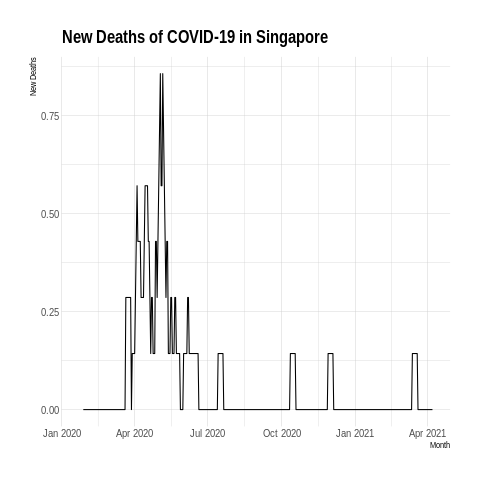 New Deaths of COVID-19 in Singapore
New Deaths
0.75
0.50
0.25
0.00
Jan 2020 Apr 2020 Jul 2020 Oct 2020 Jan 2021 Apr 2021
Month